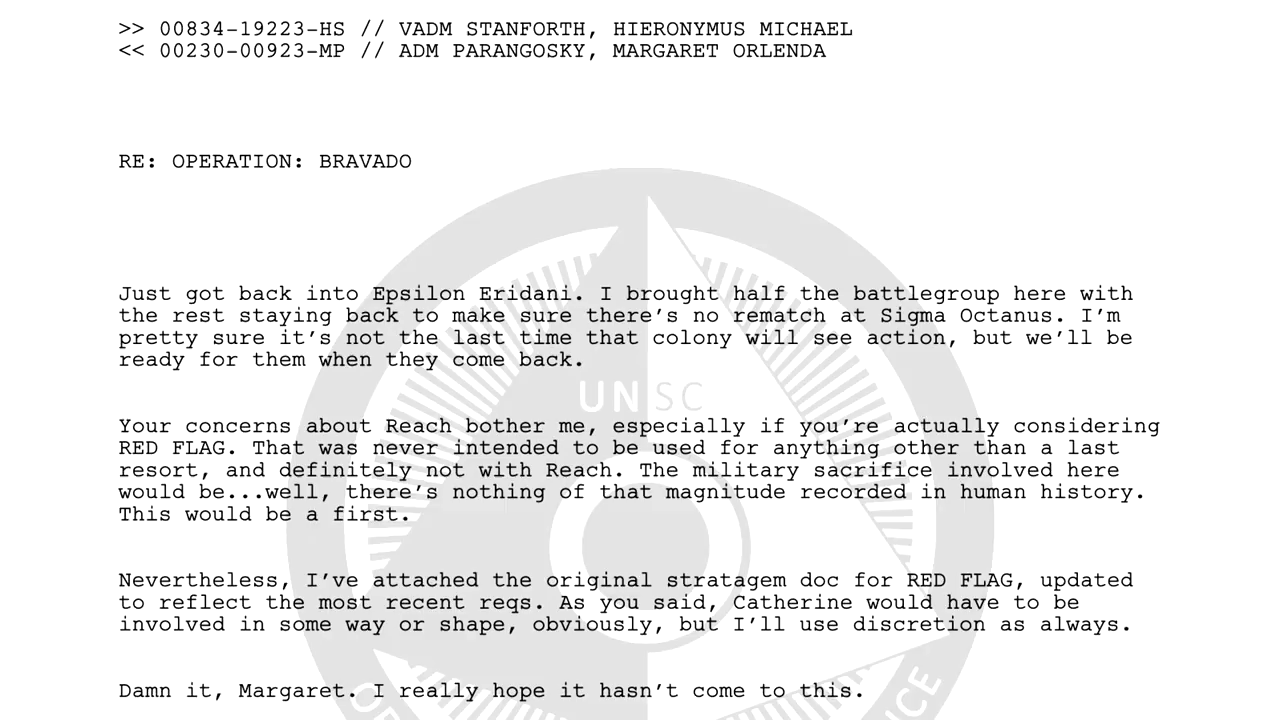 >> 00834-19223-HS // VADM STANFORTH, HIERONYMUS MICHAEL
<< 00230-00923-MP // ADM PARANGOSKY, MARGARET ORLENDA
RE: OPERATION: BRAVADO
Just got back into Epsilon Eridani. I brought half the battlegroup here with
the rest staying back to make sure there’s no rematch at Sigma Octanus. I’m
pretty sure it’s not the last time that colony will see action, but we’ll be
ready for them when they come back.
UNSC
Your concerns about Reach bother me, especially if you’re actually considering
RED FLAG. That was never intended to be used for anything other than a last
resort, and definitely not with Reach. The military sacrifice involved here
would be...well, there’s nothing of that magnitude recorded in human history.
This would be a first.
Nevertheless, I’ve attached the original stratagem doc for RED FLAG, updated
to reflect the most recent reqs. As you said, Catherine would have to be
involved in some way or shape, obviously, but I’ll use discretion as always.
Damn it, Margaret. I really hope it hasn’t come to this.